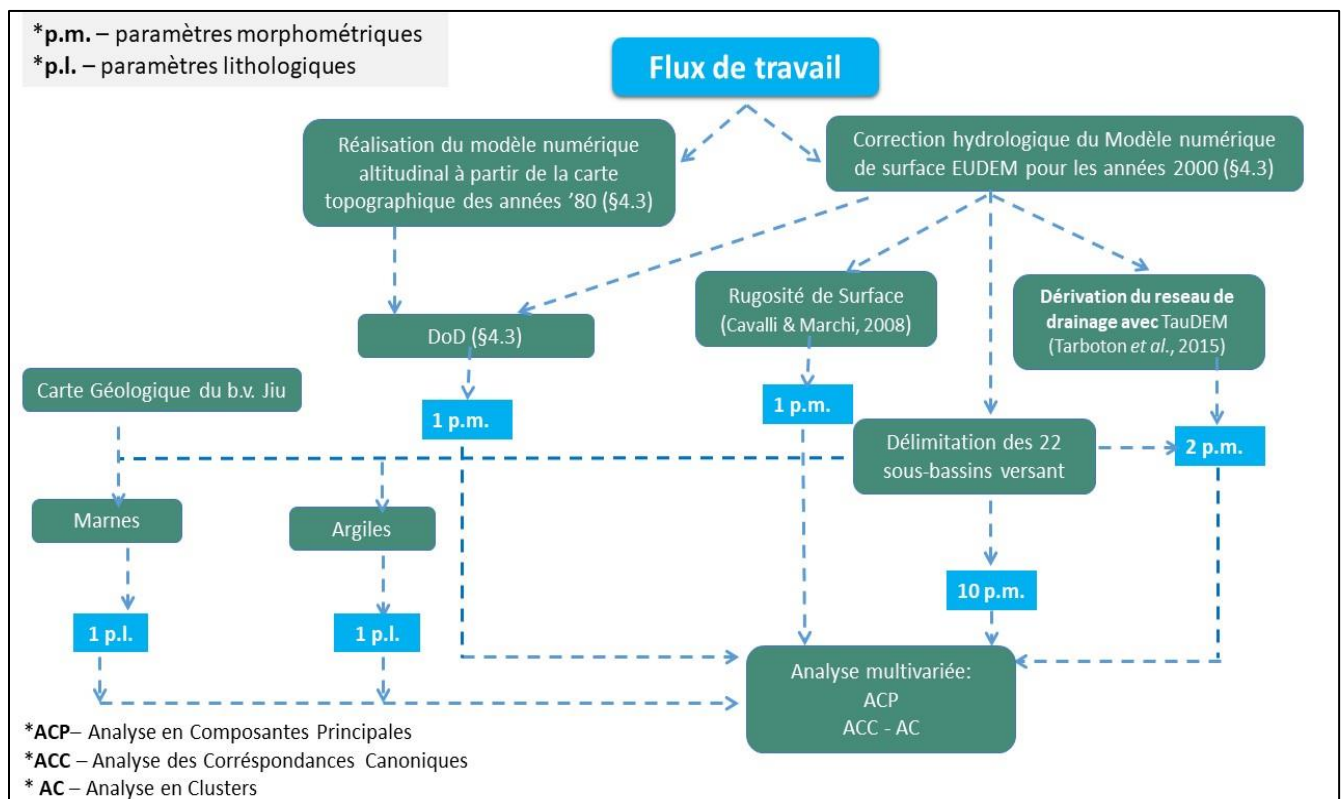 *p.m. – paramètres morphométriques
*p.l. – paramètres lithologiques
Flux de travail
Réalisation du modèle numérique
altitudinal à partir de la carte
topographique des années ’80 (§4.3)
Correction hydrologique du Modèle numérique
de surface EUDEM pour les années 2000 (§4.3)
DoD (§4.3)
Rugosité de Surface
(Cavalli & Marchi, 2008)
Dérivation du reseau de
drainage avec TauDEM
(Tarboton et al., 2015)
Carte Géologique du b.v. Jiu
1 p.m.
1 p.m.
Délimitation des 22
sous-bassins versant
2 p.m.
Marnes
Argiles
10 p.m.
1 p.l.
1 p.l.
Analyse multivariée:
ACP
ACC - AC
*ACP– Analyse en Composantes Principales
*ACC – Analyse des Corréspondances Canoniques
* AC – Analyse en Clusters